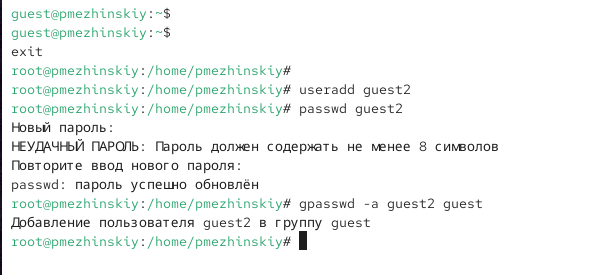 guest@pmezhinskiy:~$
guest@pmezhinskiy:~$
exit
root@pmezhinskiy:/home/pmezhinskiy#
root@pmezhinskiy:/home/pmezhinskiy# useradd guest2
root@pmezhinskiy:/home/pmezhinskiy# passwd guest2
Новый пароль:
НЕУДАЧНЫЙ ПАРОЛЬ: Пароль должен содержать не менее 8 символов
Повторите ввод нового пароля:
passwd: пароль успешно обновлён
root@pmezhinskiy:/home/pmezhinskiy# gpasswd -a guest2 guest
Добавление пользователя guest2 в группу guest
root@pmezhinskiy:/home/pmezhinskiy#